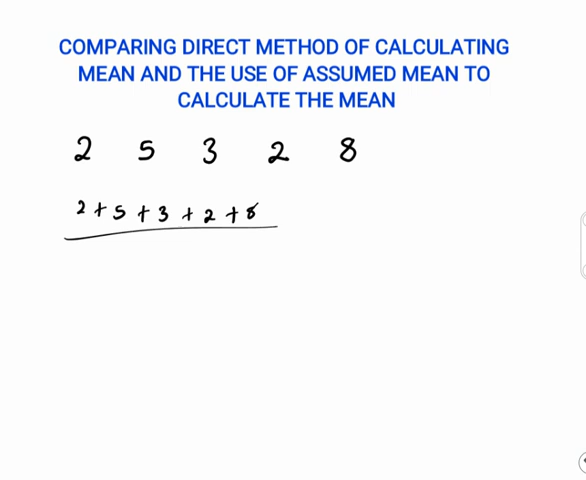 COMPARING DIRECT METHOD OF CALCULATING
MEAN AND THE USE OF ASSUMED MEAN TO
CALCULATE THE MEAN
2 5 3 2 8
2 + 5 + 3 + 2 + 8